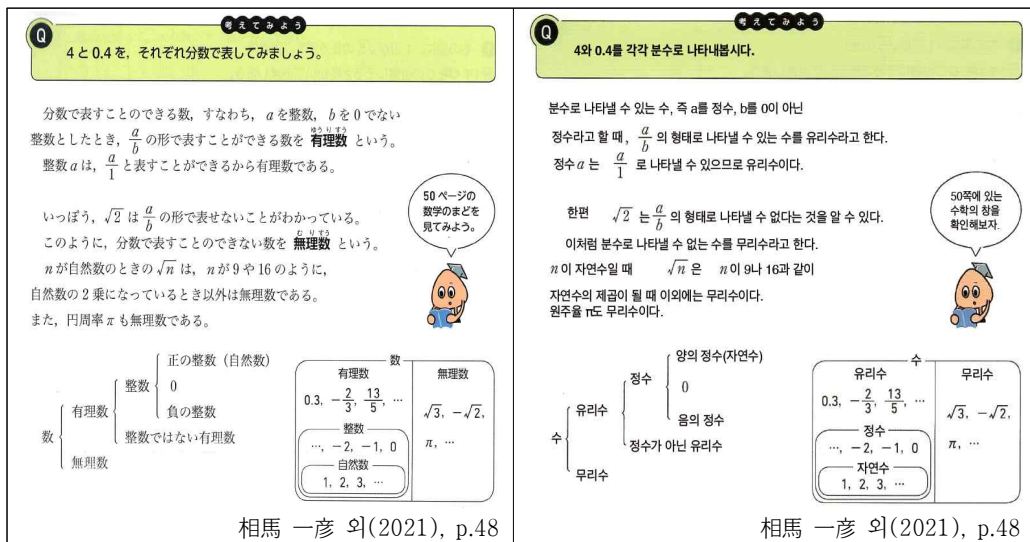 考えてみよう
Q
4と0.4を，それぞれ分数で表してみましょう。
分数で表すことのできる数，すなわち，aを整数，bを0でない
整数としたとき，a/b の形で表すことができる数を 有理数 という。
ゆうりすう
整数aは，a/1 と表すことができるから有理数である。
50ページの
数学のまどを
見てみよう。
いっぽう，√2 は a/b の形で表せないことがわかっている。
このように，分数で表すことのできない数を 無理数 という。
むりすう
nが自然数のときの√n は，nが9や16のように，
自然数の2乗になっているとき以外は無理数である。
また，円周率πも無理数である。
数
有理数
整数
正の整数（自然数）
0
負の整数
整数ではない有理数
無理数
数
有理数
無理数
0.3, -2/3, 13/5, …
√3, -√2,
π, …
整数
…, -2, -1, 0
自然数
1, 2, 3, …
相馬 一彦 외(2021), p.48
考えてみよう
Q
4와 0.4를 각각 분수로 나타내봅시다.
분수로 나타낼 수 있는 수, 즉 a를 정수, b를 0이 아닌
정수라고 할 때, a/b 의 형태로 나타낼 수 있는 수를 유리수라고 한다.
정수 a 는 a/1 로 나타낼 수 있으므로 유리수이다.
50쪽에 있는
수학의 창을
확인해보자.
한편 √2 는 a/b 의 형태로 나타낼 수 없다는 것을 알 수 있다.
이처럼 분수로 나타낼 수 없는 수를 무리수라고 한다.
n 이 자연수일 때 √n 은 n 이 9나 16과 같이
자연수의 제곱이 될 때 이외에는 무리수이다.
원주율 π도 무리수이다.
수
유리수
정수
양의 정수(자연수)
0
음의 정수
정수가 아닌 유리수
무리수
수
유리수
무리수
0.3, -2/3, 13/5, …
√3, -√2,
π, …
정수
…, -2, -1, 0
자연수
1, 2, 3, …
相馬 一彦 외(2021), p.48